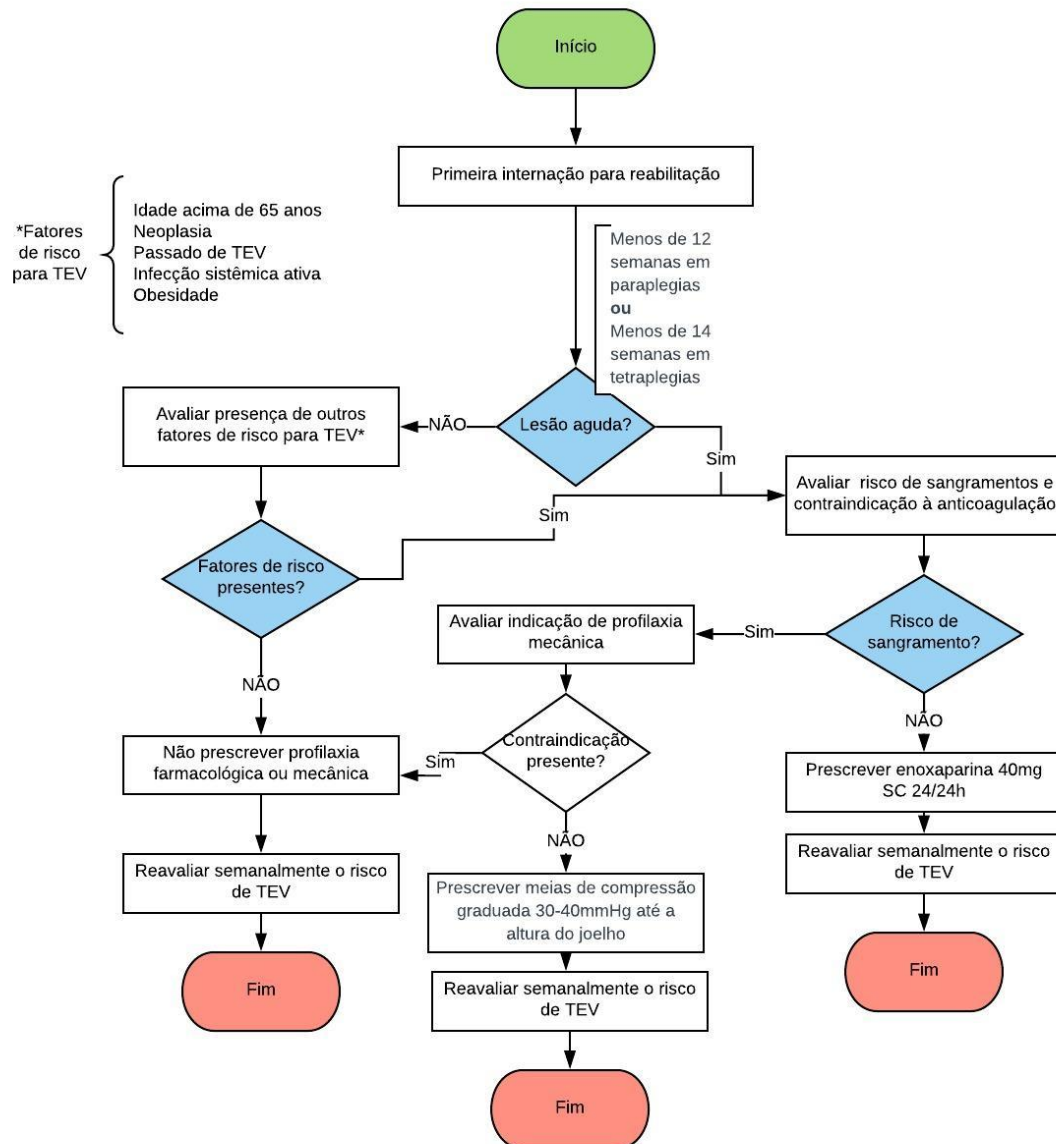 Início
Primeira internação para reabilitação
*Fatores
de risco
para TEV
Idade acima de 65 anos
Neoplasia
Passado de TEV
Infecção sistêmica ativa
Obesidade
Menos de 12
semanas em
paraplegias
ou
Menos de 14
semanas em
tetraplegias
Avaliar presença de outros
fatores de risco para TEV*
NÃO
Lesão aguda?
Sim
Avaliar risco de sangramentos e
contraindicação à anticoagulação
Sim
Fatores de risco
presentes?
Avaliar indicação de profilaxia
mecânica
Sim
Risco de
sangramento?
NÃO
NÃO
Não prescrever profilaxia
farmacológica ou mecânica
Sim
Contraindicação
presente?
Prescrever enoxaparina 40mg
SC 24/24h
NÃO
Reavaliar semanalmente o risco
de TEV
Reavaliar semanalmente o risco
de TEV
Prescrever meias de compressão
graduada 30-40mmHg até a
altura do joelho
Fim
Fim
Reavaliar semanalmente o risco
de TEV
Fim